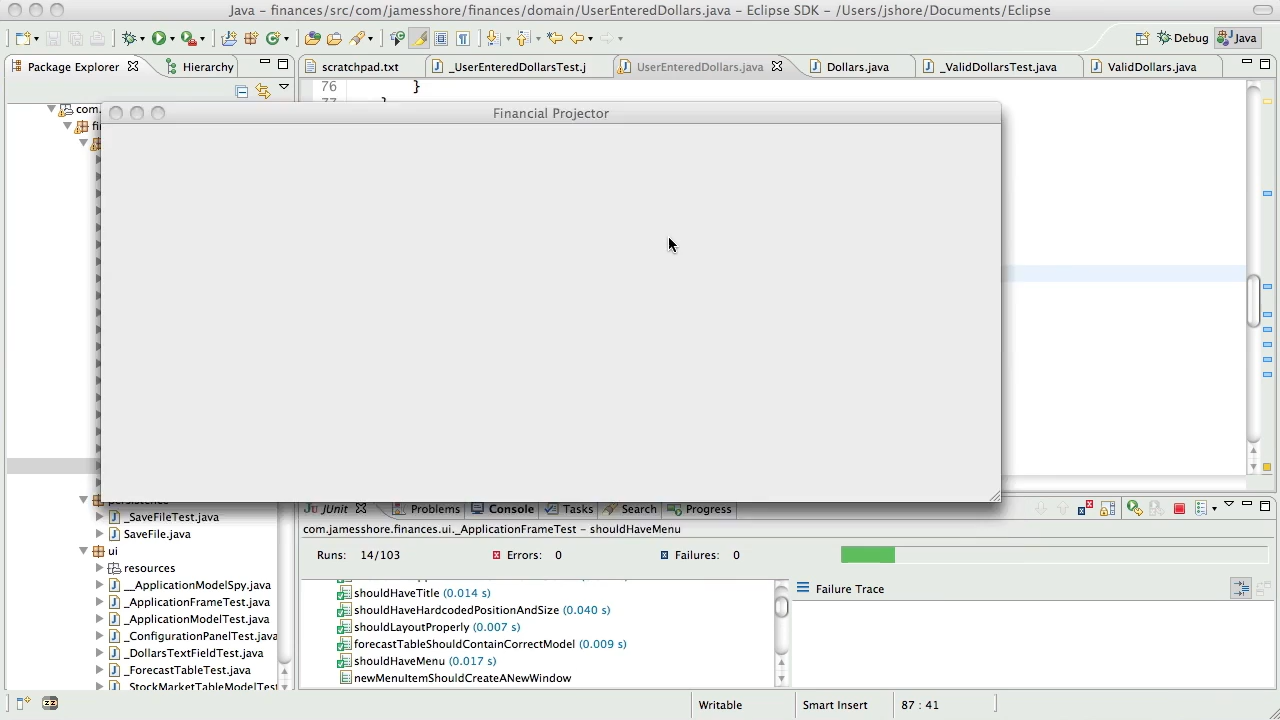 Java – finances/src/com/jamesshore/finances/domain/UserEnteredDollars.java – Eclipse SDK – /Users/jshore/Documents/Eclipse
Debug
Java
Package Explorer
Hierarchy
scratchpad.txt
_UserEnteredDollarsTest.j
UserEnteredDollars.java
Dollars.java
_ValidDollarsTest.java
ValidDollars.java
76 }
com.
Financial Projector
_SaveFileTest.java
SaveFile.java
ui
resources
__ApplicationModelSpy.java
_ApplicationFrameTest.java
_ApplicationModelTest.java
_ConfigurationPanelTest.java
_DollarsTextFieldTest.java
_ForecastTableTest.java
_StockMarketTableModelTest
JUnit
Problems
Console
Tasks
Search
Progress
com.jamesshore.finances.ui._ApplicationFrameTest – shouldHaveMenu
Runs: 14/103
Errors: 0
Failures: 0
shouldHaveTitle (0.014 s)
shouldHaveHardcodedPositionAndSize (0.040 s)
shouldLayoutProperly (0.007 s)
forecastTableShouldContainCorrectModel (0.009 s)
shouldHaveMenu (0.017 s)
newMenuItemShouldCreateANewWindow
Failure Trace
Writable
Smart Insert
87 : 41